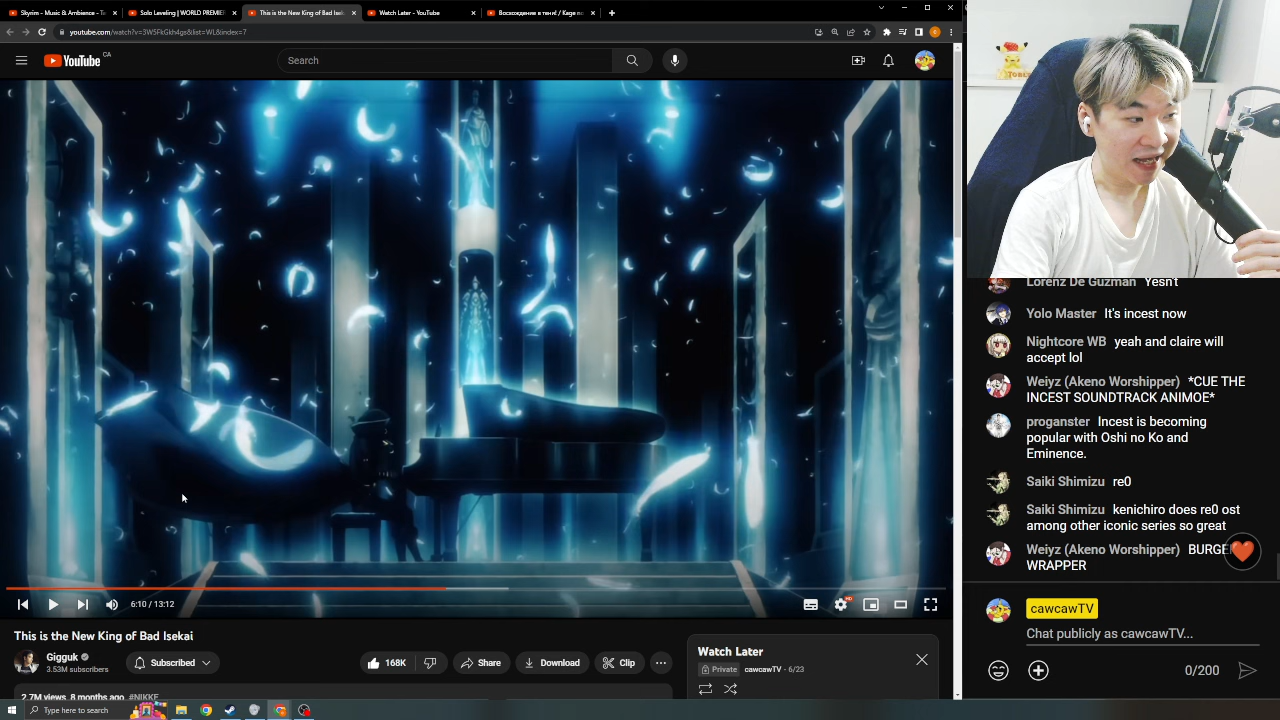 Skyrim - Music & Ambience - Te
Solo Leveling | WORLD PREMIE
This is the New King of Bad Isek
Watch Later - YouTube
Восхождение в тени! / Kage no
youtube.com/watch?v=3W5FkGkh4gs&list=WL&index=7
YouTube CA
Search
6:10 / 13:12
HD
This is the New King of Bad Isekai
Gigguk
3.53M subscribers
Subscribed
168K
Share
Download
Clip
2.7M views 8 months ago #NIKKE
Watch Later
Private cawcawTV - 6/23
Lorenz De Guzman Yesn't
Yolo Master It's incest now
Nightcore WB yeah and claire will
accept lol
Weiyz (Akeno Worshipper) *CUE THE
INCEST SOUNDTRACK ANIMOE*
proganster Incest is becoming
popular with Oshi no Ko and
Eminence.
Saiki Shimizu re0
Saiki Shimizu kenichiro does re0 ost
among other iconic series so great
Weiyz (Akeno Worshipper) BURGE
WRAPPER
cawcawTV
Chat publicly as cawcawTV...
0/200
Type here to search